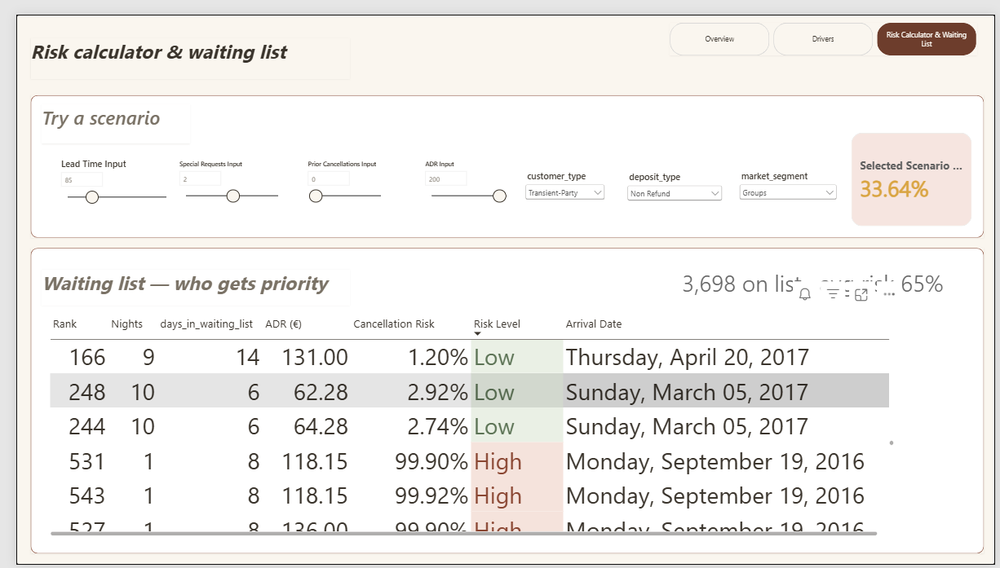 Risk calculator & waiting list
Overview
Drivers
Risk Calculator & Waiting
List
Try a scenario
Lead Time Input
85
Special Requests Input
2
Prior Cancellations Input
0
ADR Input
200
customer_type
Transient-Party
deposit_type
Non Refund
market_segment
Groups
Selected Scenario ...
33.64%
Waiting list — who gets priority
3,698 on list, avg risk 65%
Rank Nights days_in_waiting_list ADR (€) Cancellation Risk Risk Level Arrival Date
166 9 14 131.00 1.20% Low Thursday, April 20, 2017
248 10 6 62.28 2.92% Low Sunday, March 05, 2017
244 10 6 64.28 2.74% Low Sunday, March 05, 2017
531 1 8 118.15 99.90% High Monday, September 19, 2016
543 1 8 118.15 99.92% High Monday, September 19, 2016
527 1 8 136.00 99.90% High Monday, September 19, 2016